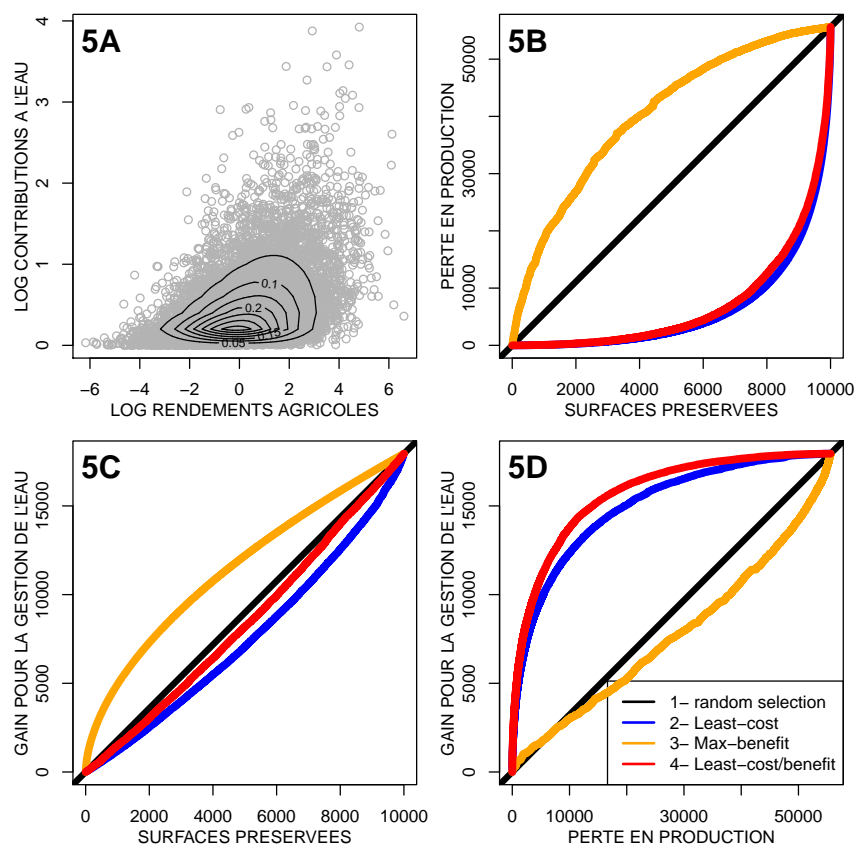 5A
LOG CONTRIBUTIONS A L'EAU
0 1 2 3 4
0.1
0.2
0.15
0.05
−6 −4 −2 0 2 4 6
LOG RENDEMENTS AGRICOLES
5B
PERTE EN PRODUCTION
0 10000 30000 50000
0 2000 4000 6000 8000 10000
SURFACES PRESERVEES
5C
GAIN POUR LA GESTION DE L'EAU
0 5000 10000 15000
0 2000 4000 6000 8000 10000
SURFACES PRESERVEES
5D
GAIN POUR LA GESTION DE L'EAU
0 5000 10000 15000
1− random selection
2− Least−cost
3− Max−benefit
4− Least−cost/benefit
0 10000 30000 50000
PERTE EN PRODUCTION